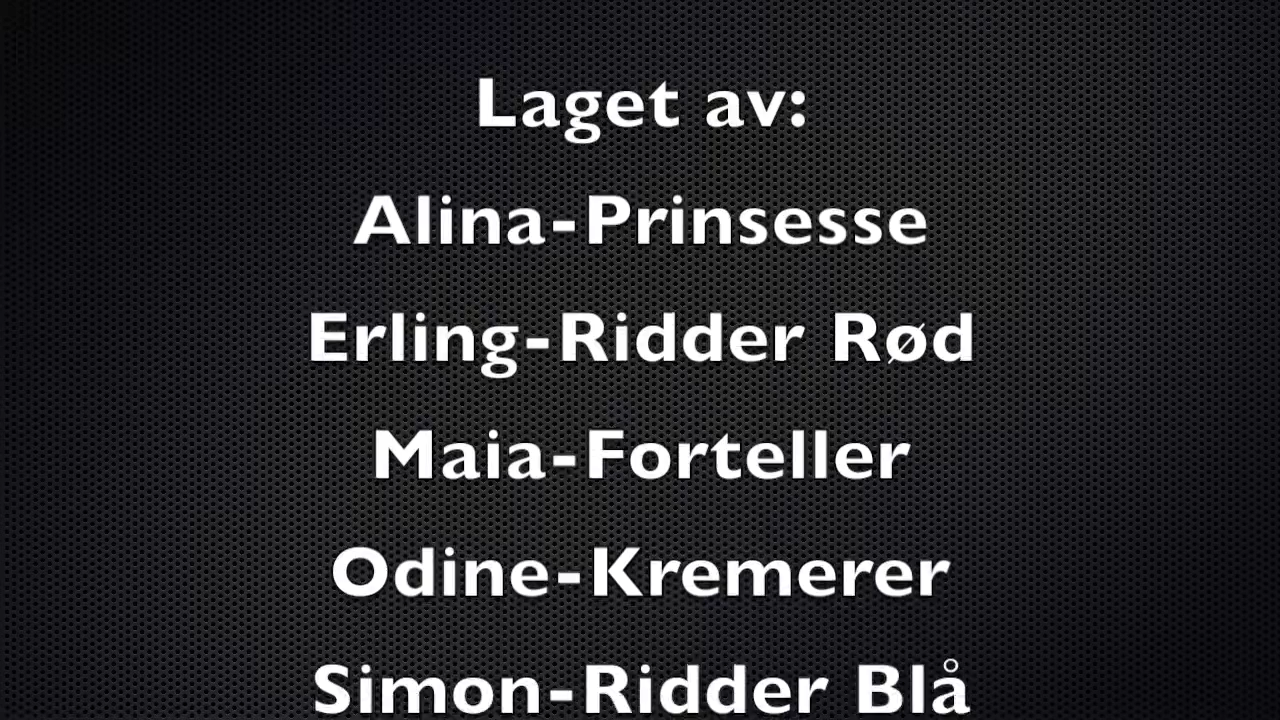 Laget av:
Alina-Prinsesse
Erling-Ridder Rød
Maia-Forteller
Odine-Kremerer
Simon-Ridder Blå